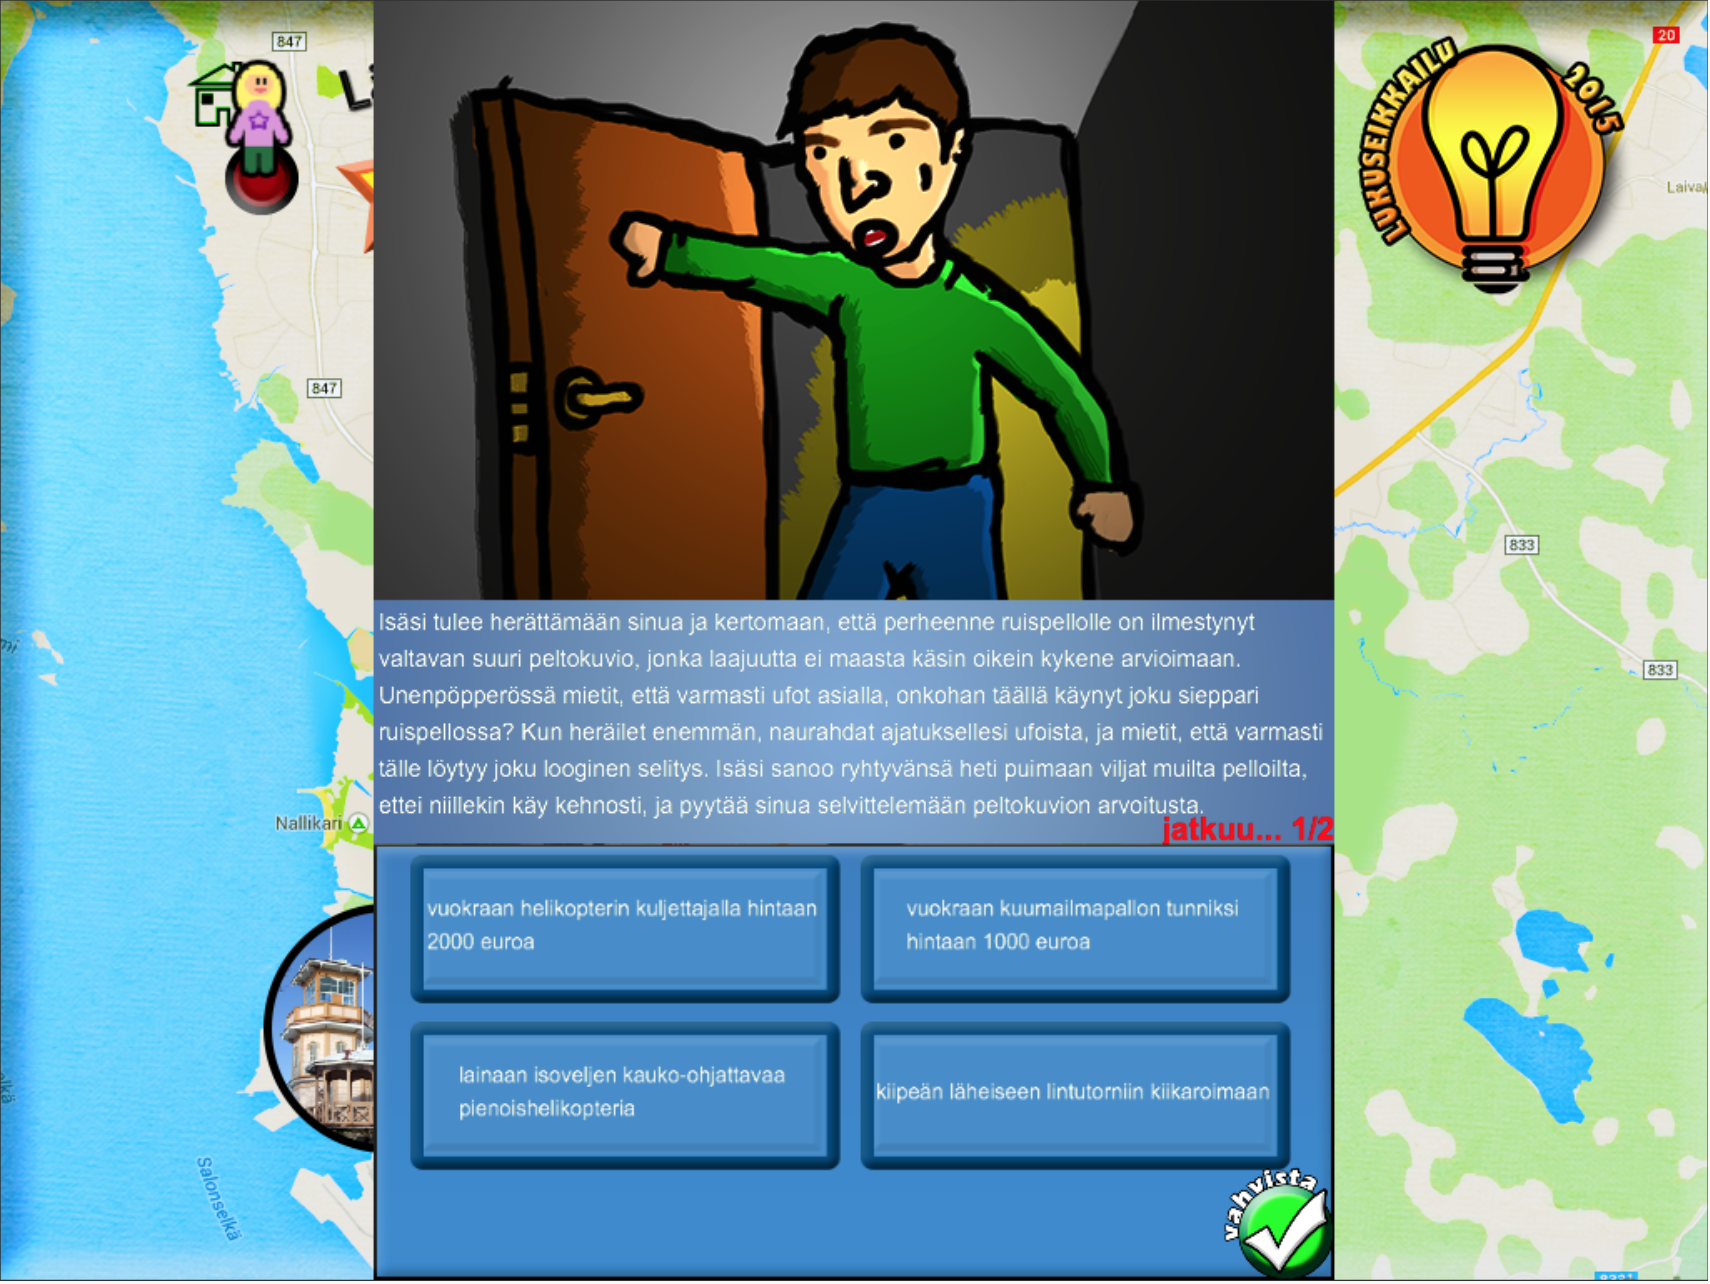 847
20
LUKUSEIKKAILU
2015
847
833
833
Isäsi tulee herättämään sinua ja kertomaan, että perheenne ruispellolle on ilmestynyt
valtavan suuri peltokuvio, jonka laajuutta ei maasta käsin oikein kykene arvioimaan.
Unenpöpperössä mietit, että varmasti ufot asialla, onkohan täällä käynyt joku sieppari
ruispellossa? Kun heräilet enemmän, naurahdat ajatuksellesi ufoista, ja mietit, että varmasti
tälle löytyy joku looginen selitys. Isäsi sanoo ryhtyvänsä heti puimaan viljat muilta pelloilta,
ettei niillekin käy kehnosti, ja pyytää sinua selvittelemään peltokuvion arvoitusta.
jatkuu... 1/2
Nallikari
vuokraan helikopterin kuljettajalla hintaan
2000 euroa
vuokraan kuumailmapallon tunniksi
hintaan 1000 euroa
lainaan isoveljen kauko-ohjattavaa
pienoishelikopteria
kiipeän läheiseen lintutorniin kiikaroimaan
vahvista
Salonselkä